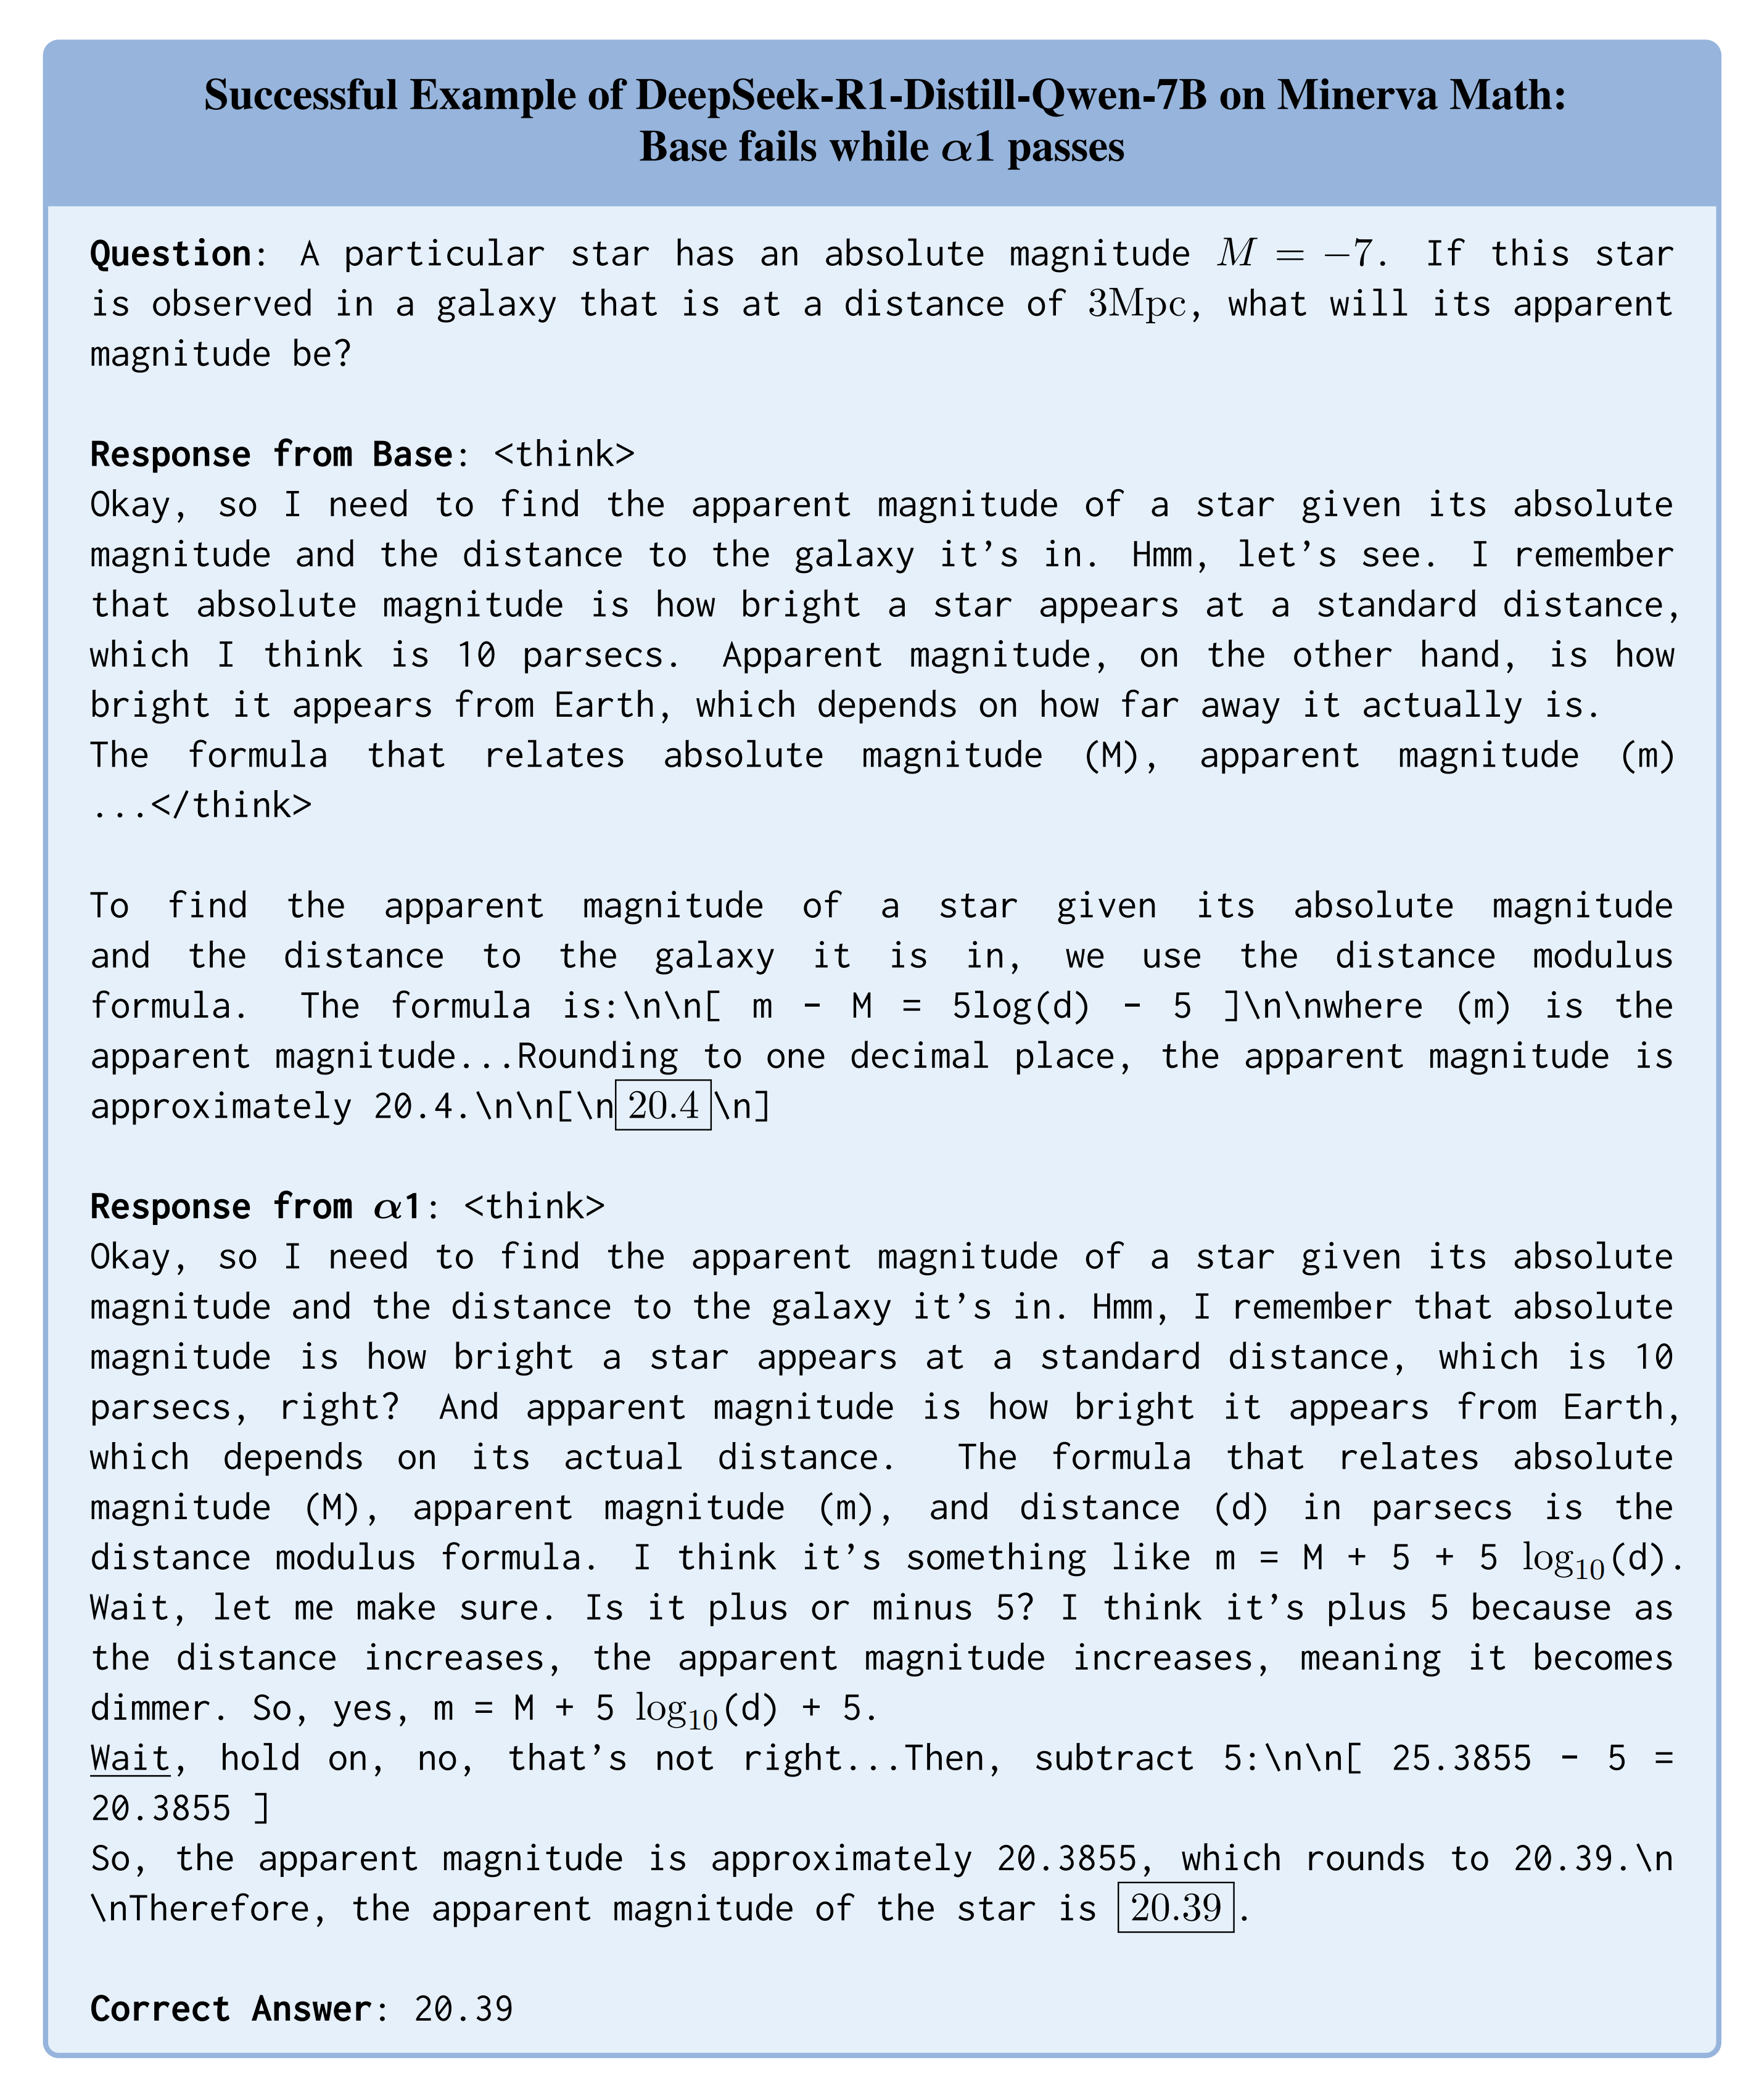 Successful Example of DeepSeek-R1-Distill-Qwen-7B on Minerva Math:
Base fails while α1 passes
Question: A particular star has an absolute magnitude M = −7. If this star
is observed in a galaxy that is at a distance of 3Mpc, what will its apparent
magnitude be?
Response from Base: <think>
Okay, so I need to find the apparent magnitude of a star given its absolute
magnitude and the distance to the galaxy it's in. Hmm, let's see. I remember
that absolute magnitude is how bright a star appears at a standard distance,
which I think is 10 parsecs. Apparent magnitude, on the other hand, is how
bright it appears from Earth, which depends on how far away it actually is.
The formula that relates absolute magnitude (M), apparent magnitude (m)
...</think>
To find the apparent magnitude of a star given its absolute magnitude
and the distance to the galaxy it is in, we use the distance modulus
formula. The formula is:\n\n[ m − M = 5log(d) − 5 ]\n\nwhere (m) is the
apparent magnitude...Rounding to one decimal place, the apparent magnitude is
approximately 20.4.\n\n[\n 20.4 \n]
Response from α1: <think>
Okay, so I need to find the apparent magnitude of a star given its absolute
magnitude and the distance to the galaxy it's in. Hmm, I remember that absolute
magnitude is how bright a star appears at a standard distance, which is 10
parsecs, right? And apparent magnitude is how bright it appears from Earth,
which depends on its actual distance. The formula that relates absolute
magnitude (M), apparent magnitude (m), and distance (d) in parsecs is the
distance modulus formula. I think it's something like m = M + 5 + 5 log₁₀(d).
Wait, let me make sure. Is it plus or minus 5? I think it's plus 5 because as
the distance increases, the apparent magnitude increases, meaning it becomes
dimmer. So, yes, m = M + 5 log₁₀(d) + 5.
Wait, hold on, no, that's not right...Then, subtract 5:\n\n[ 25.3855 − 5 =
20.3855 ]
So, the apparent magnitude is approximately 20.3855, which rounds to 20.39.\n
\nTherefore, the apparent magnitude of the star is 20.39.
Correct Answer: 20.39